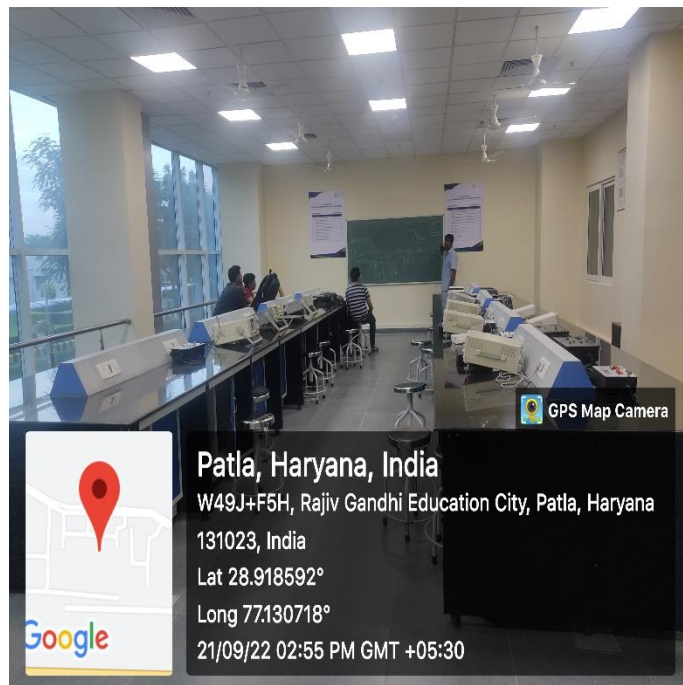 GPS Map Camera
Patla, Haryana, India
W49J+F5H, Rajiv Gandhi Education City, Patla, Haryana
131023, India
Lat 28.918592°
Long 77.130718°
21/09/22 02:55 PM GMT +05:30
Google